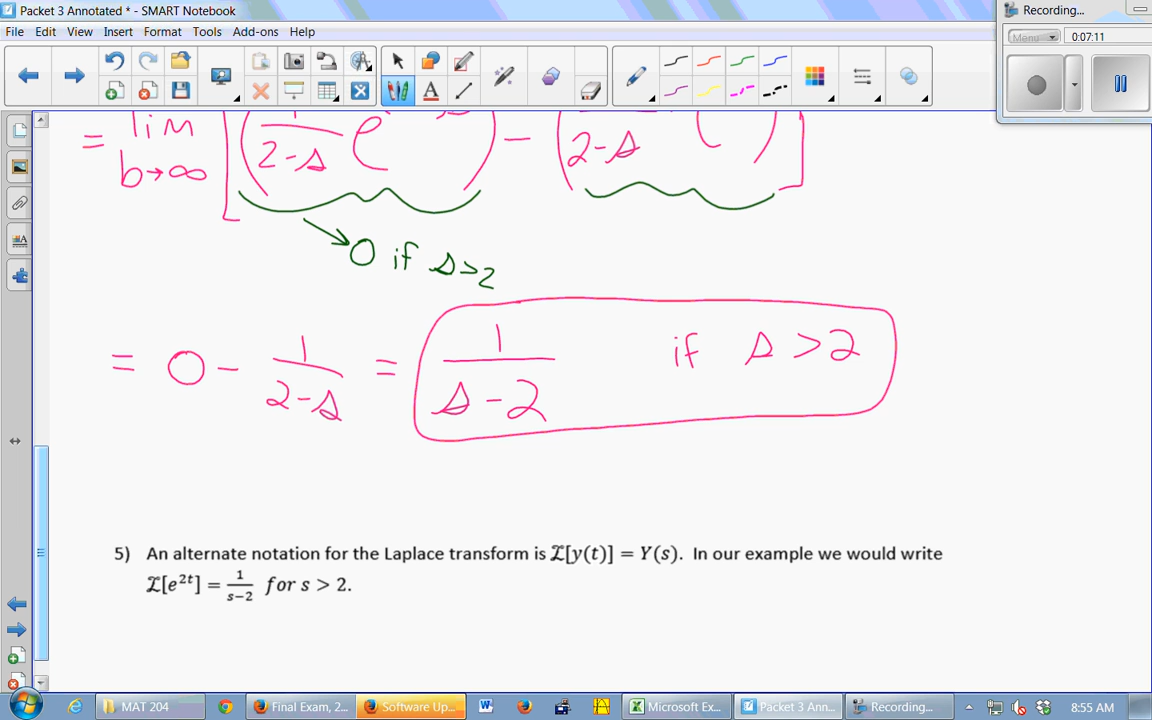 Packet 3 Annotated * - SMART Notebook
Recording...
File Edit View Insert Format Tools Add-ons Help
Menu 0:07:11
= lim b→∞ [( 1/2-s e ) - ( 1/2-s ( ) ]
0 if s>2
= 0 - 1/2-s = 1/s-2 if s>2
5) An alternate notation for the Laplace transform is ℒ[y(t)] = Y(s). In our example we would write
ℒ[e^{2t}] = 1/s-2 for s > 2.
MAT 204 Final Exam, 2... Software Up... Microsoft Ex... Packet 3 Ann... Recording... 8:55 AM